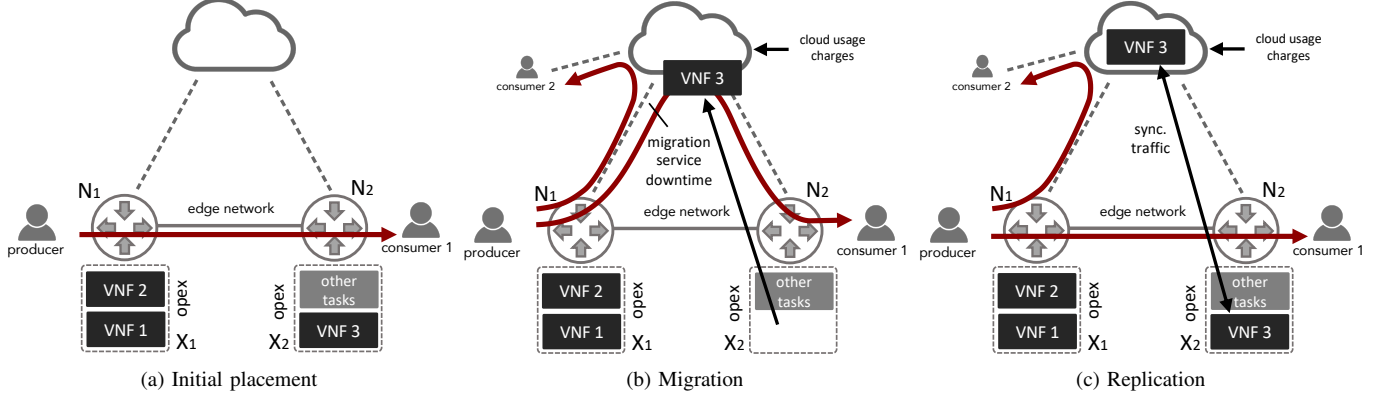 N1
N2
edge network
producer
consumer 1
VNF 2
VNF 1
opex
X1
opex
X2
other
tasks
VNF 3
(a) Initial placement
VNF 3
cloud usage
charges
consumer 2
migration
service
downtime
N1
N2
edge network
producer
consumer 1
VNF 2
VNF 1
opex
X1
opex
X2
other
tasks
(b) Migration
VNF 3
cloud usage
charges
consumer 2
sync.
traffic
N1
N2
edge network
producer
consumer 1
VNF 2
VNF 1
opex
X1
opex
X2
other
tasks
VNF 3
(c) Replication